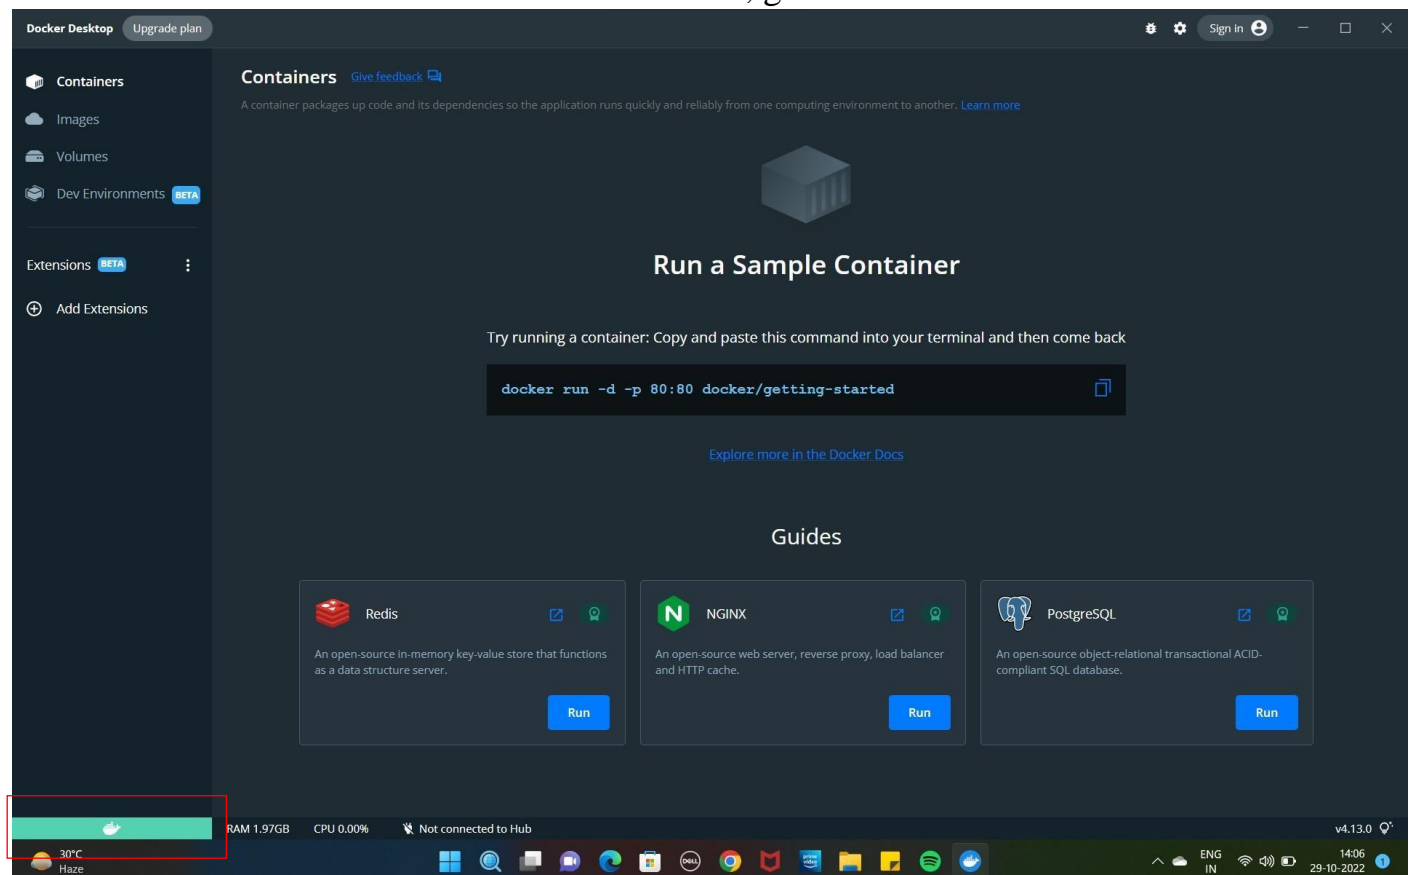 Docker Desktop Upgrade plan Sign in
Containers
Images
Volumes
Dev Environments BETA
Extensions BETA
Add Extensions
Containers Give feedback
A container packages up code and its dependencies so the application runs quickly and reliably from one computing environment to another. Learn more
Run a Sample Container
Try running a container: Copy and paste this command into your terminal and then come back
docker run -d -p 80:80 docker/getting-started
Explore more in the Docker Docs
Guides
Redis
An open-source in-memory key-value store that functions
as a data structure server.
Run
NGINX
An open-source web server, reverse proxy, load balancer
and HTTP cache.
Run
PostgreSQL
An open-source object-relational transactional ACID-
compliant SQL database.
Run
RAM 1.97GB CPU 0.00% Not connected to Hub v4.13.0
30°C
Haze
DELL
prime video
ENG
IN
14:06
29-10-2022
1